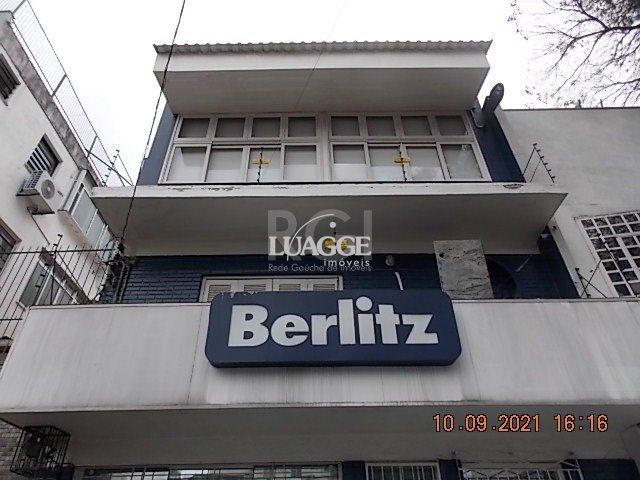 RGI
LUAGGE
imóveis
Rede Gaúcha de Imóveis
Berlitz
10.09.2021 16:16